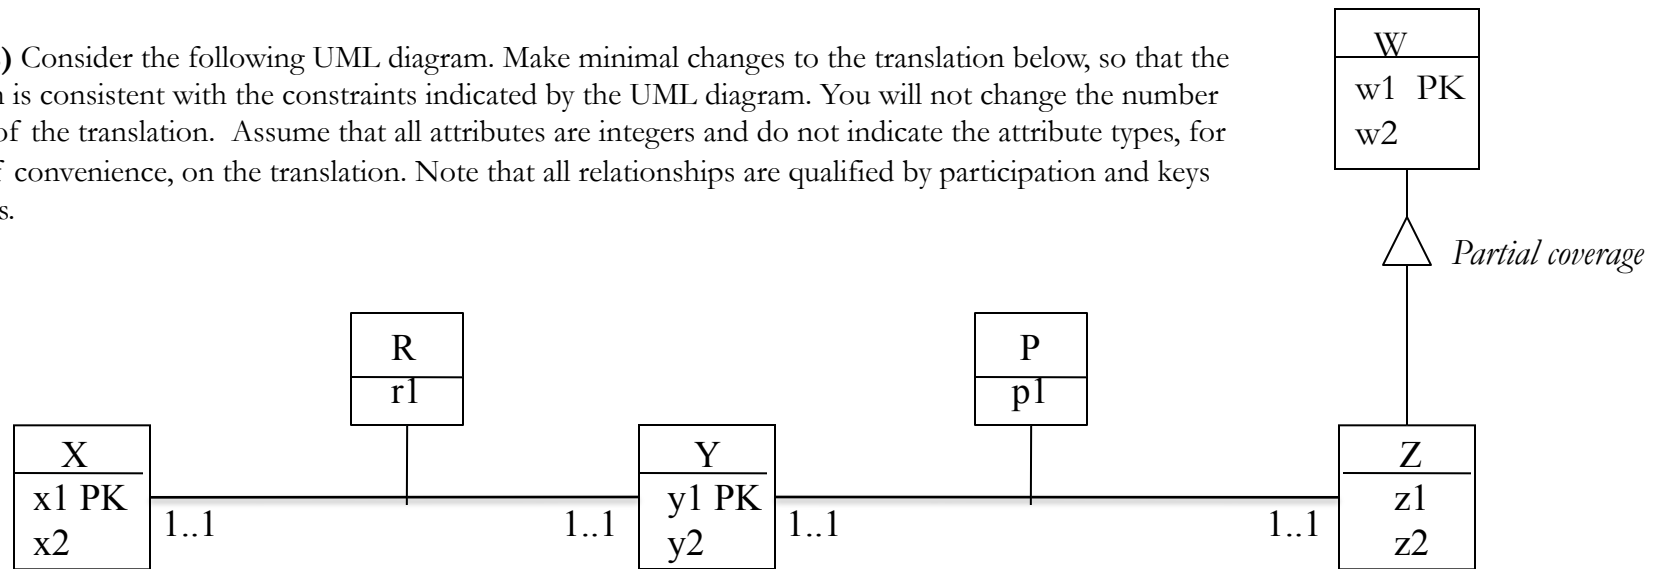 ) Consider the following UML diagram. Make minimal changes to the translation below, so that the
is consistent with the constraints indicated by the UML diagram. You will not change the number
of the translation. Assume that all attributes are integers and do not indicate the attribute types, for
convenience, on the translation. Note that all relationships are qualified by participation and keys
s.
W
w1 PK
w2
Partial coverage
R
r1
P
p1
X
x1 PK
x2
1..1
1..1
Y
y1 PK
y2
1..1
1..1
Z
z1
z2